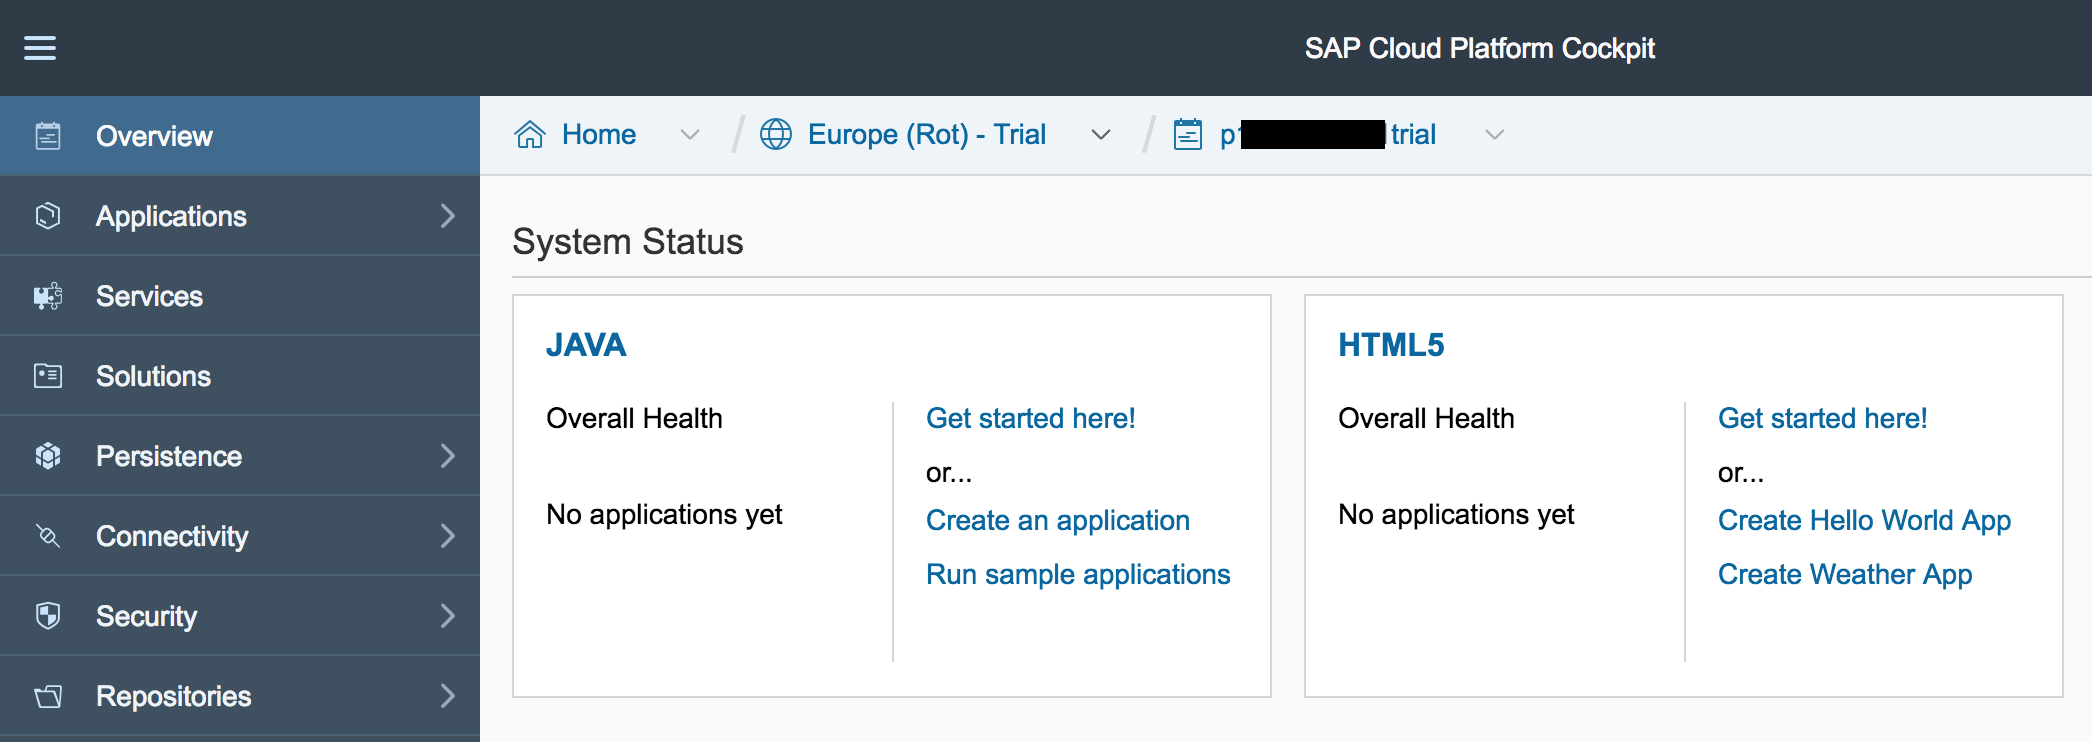 SAP Cloud Platform Cockpit
Overview
Applications
Services
Solutions
Persistence
Connectivity
Security
Repositories
Home / Europe (Rot) - Trial / p trial
System Status
JAVA
Overall Health
No applications yet
Get started here!
or...
Create an application
Run sample applications
HTML5
Overall Health
No applications yet
Get started here!
or...
Create Hello World App
Create Weather App